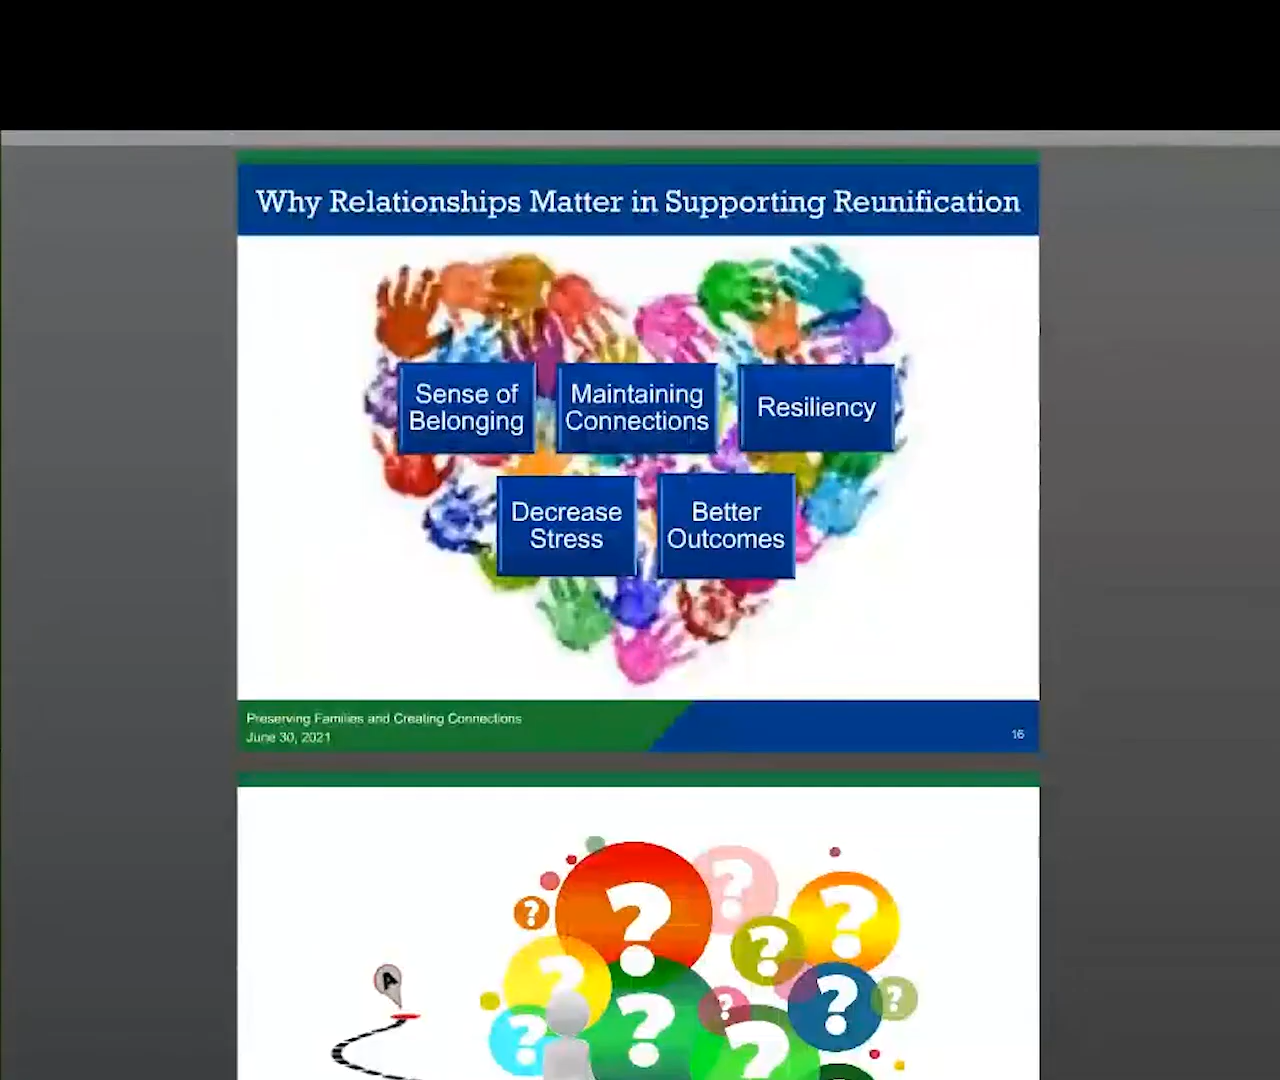 Why Relationships Matter in Supporting Reunification
Sense of
Belonging
Maintaining
Connections
Resiliency
Decrease
Stress
Better
Outcomes
Preserving Families and Creating Connections
June 30, 2021
16
?
?
?
?
?
?
?
?
?
?
?
?
A